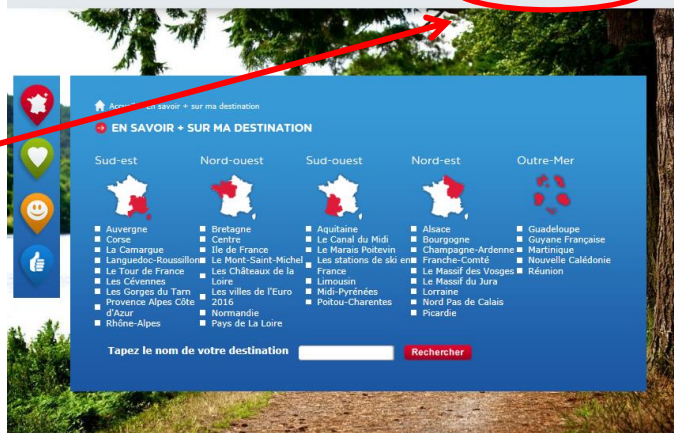 Accueil > En savoir + sur ma destination
EN SAVOIR + SUR MA DESTINATION
Sud-est
Auvergne
Corse
La Camargue
Languedoc-Roussillon
Le Tour de France
Les Cévennes
Les Gorges du Tarn
Provence Alpes Côte
d'Azur
Rhône-Alpes
Nord-ouest
Bretagne
Centre
Ile de France
Le Mont-Saint-Michel
Les Châteaux de la
Loire
Les villes de l'Euro
2016
Normandie
Pays de La Loire
Sud-ouest
Aquitaine
Le Canal du Midi
Le Marais Poitevin
Les stations de ski en
France
Limousin
Midi-Pyrénées
Poitou-Charentes
Nord-est
Alsace
Bourgogne
Champagne-Ardenne
Franche-Comté
Le Massif des Vosges
Le Massif du Jura
Lorraine
Nord Pas de Calais
Picardie
Outre-Mer
Guadeloupe
Guyane Française
Martinique
Nouvelle Calédonie
Réunion
Tapez le nom de votre destination
Rechercher